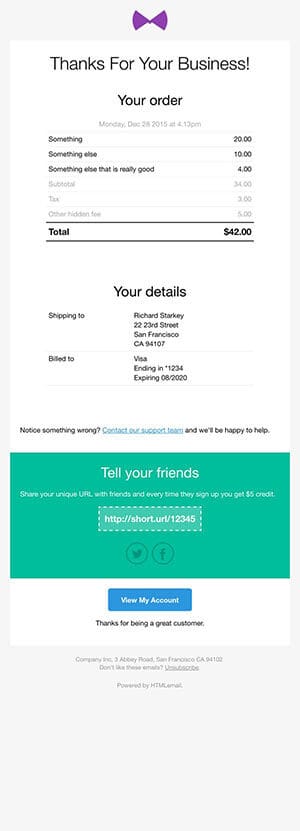 Thanks For Your Business!
Your order
Monday, Dec 28 2015 at 4.13pm
Something 20.00
Something else 10.00
Something else that is really good 4.00
Subtotal 34.00
Tax 3.00
Other hidden fee 5.00
Total $42.00
Your details
Shipping to Richard Starkey
22 23rd Street
San Francisco
CA 94107
Billed to Visa
Ending in *1234
Expiring 08/2020
Notice something wrong? Contact our support team and we'll be happy to help.
Tell your friends
Share your unique URL with friends and every time they sign up you get $5 credit.
http://short.url/12345
View My Account
Thanks for being a great customer.
Company Inc, 3 Abbey Road, San Francisco CA 94102
Don't like these emails? Unsubscribe.
Powered by HTMLemail.